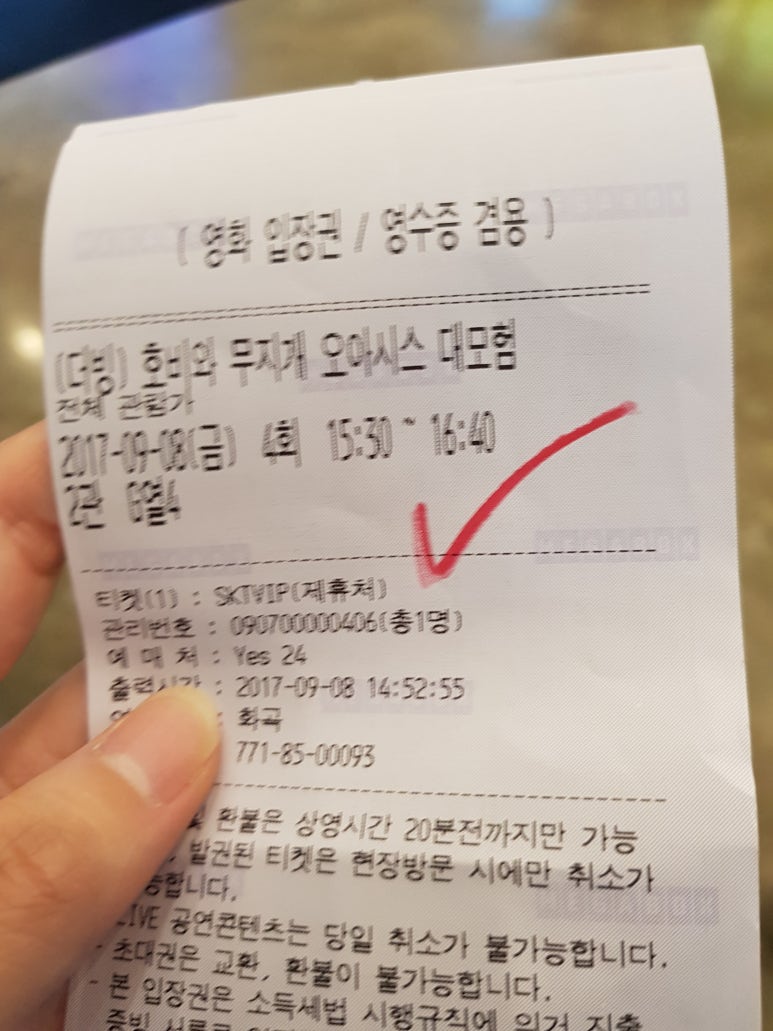 ( 영화 입장권 / 영수증 겸용 )
(더빙) 호비와 무지개 오아시스 대모험
전체 관람가
2017-09-08(금) 4회 15:30 ~ 16:40
2관
티켓(1) : SKTVIP(제휴처)
관리번호 : 090700000406(총1명)
예 매 처 : Yes 24
출력시간 : 2017-09-08 14:52:55
: 화곡
771-85-00093
환불은 상영시간 20분전까지만 가능
발권된 티켓은 현장방문 시에만 취소가
능합니다.
LIVE 공연콘텐츠는 당일 취소가 불가능합니다.
- 초대권은 교환, 환불이 불가능합니다.
- 본 입장권은 소득세법 시행규칙에 의거 지출